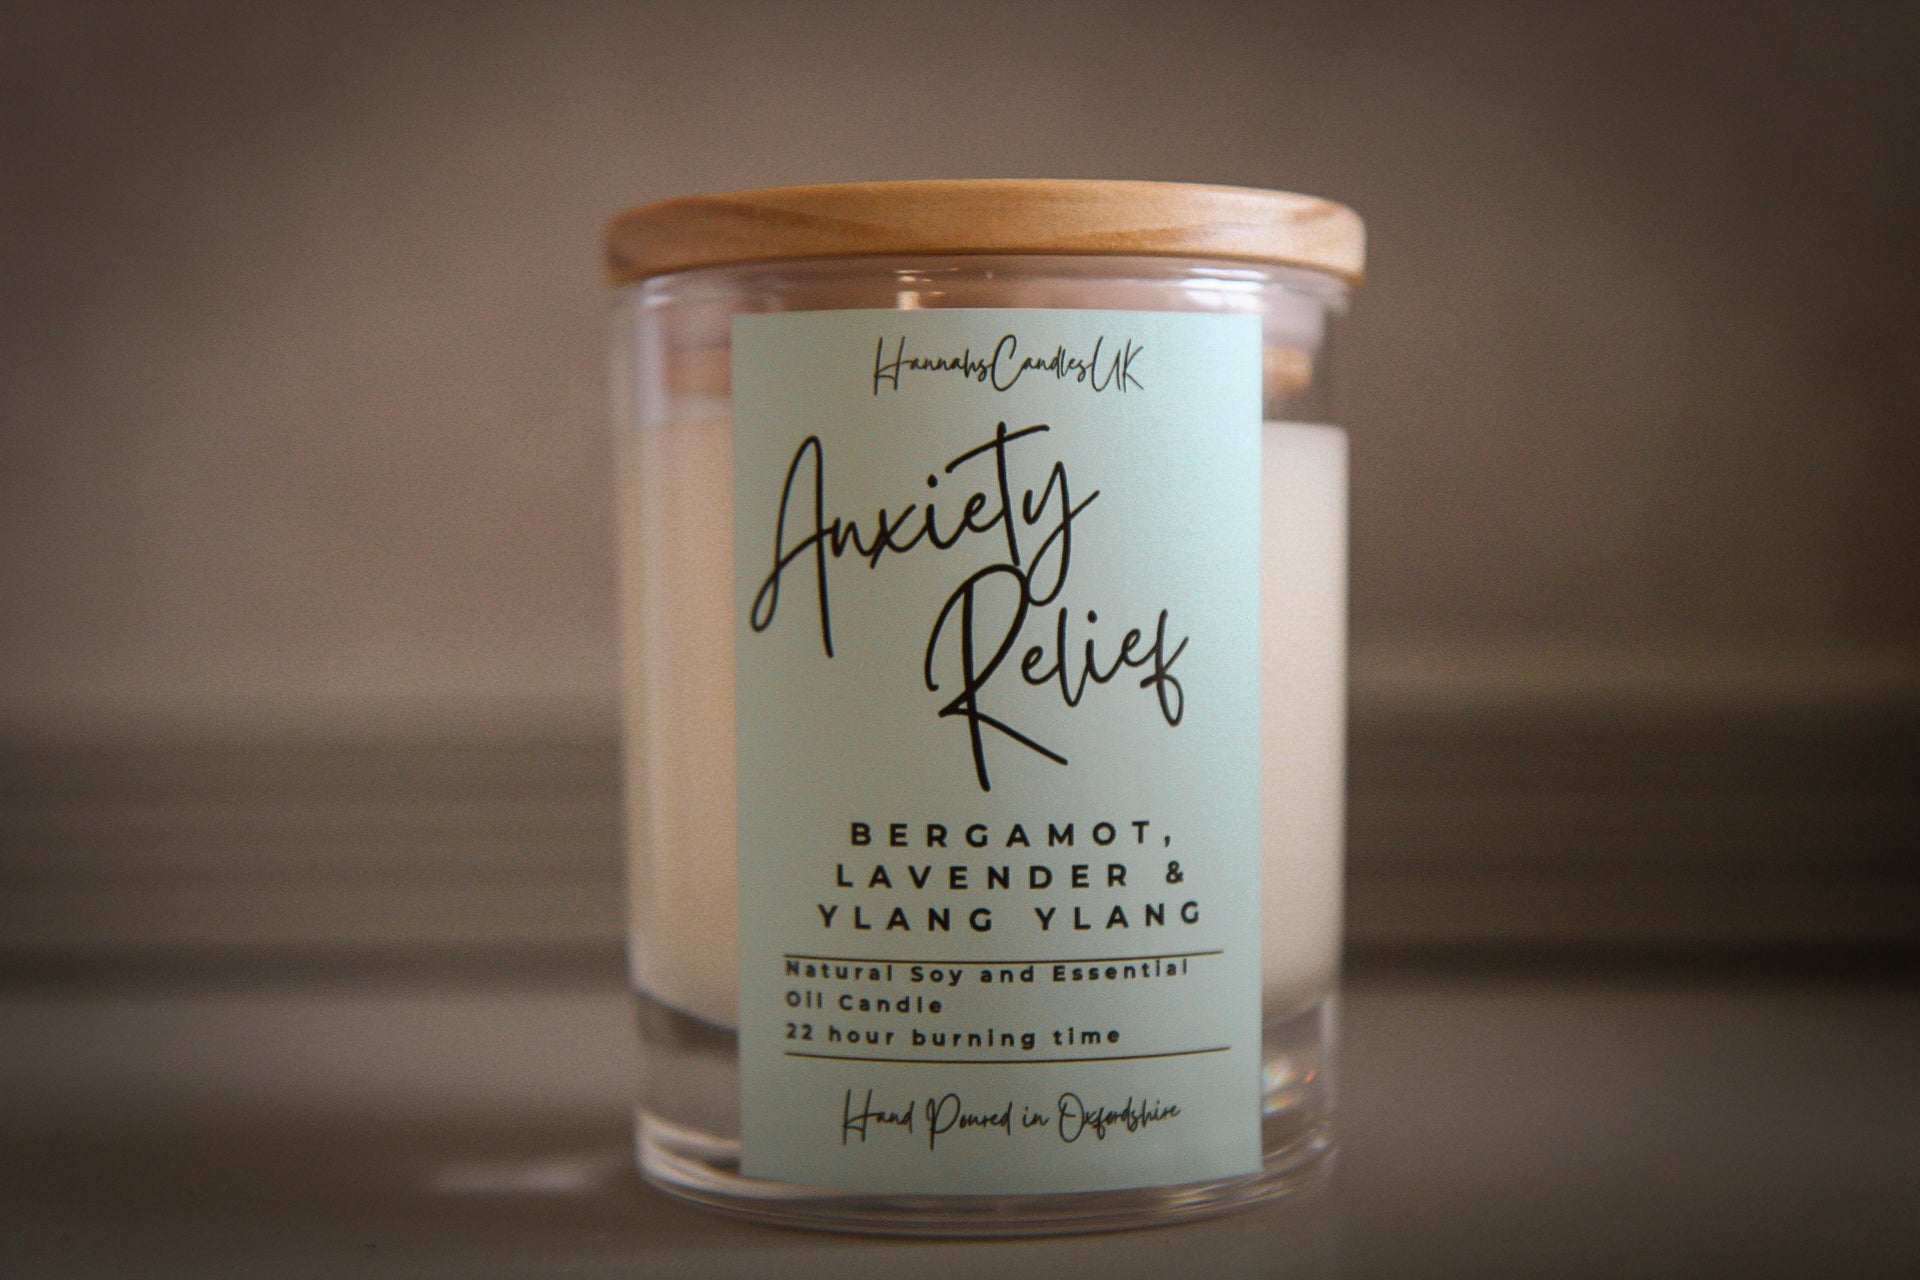 HannahsCandlesUK
Anxiety
Relief
BERGAMOT,
LAVENDER &
YLANG YLANG
Natural Soy and Essential
Oil Candle
22 hour burning time
Hand Poured in Oxfordshire